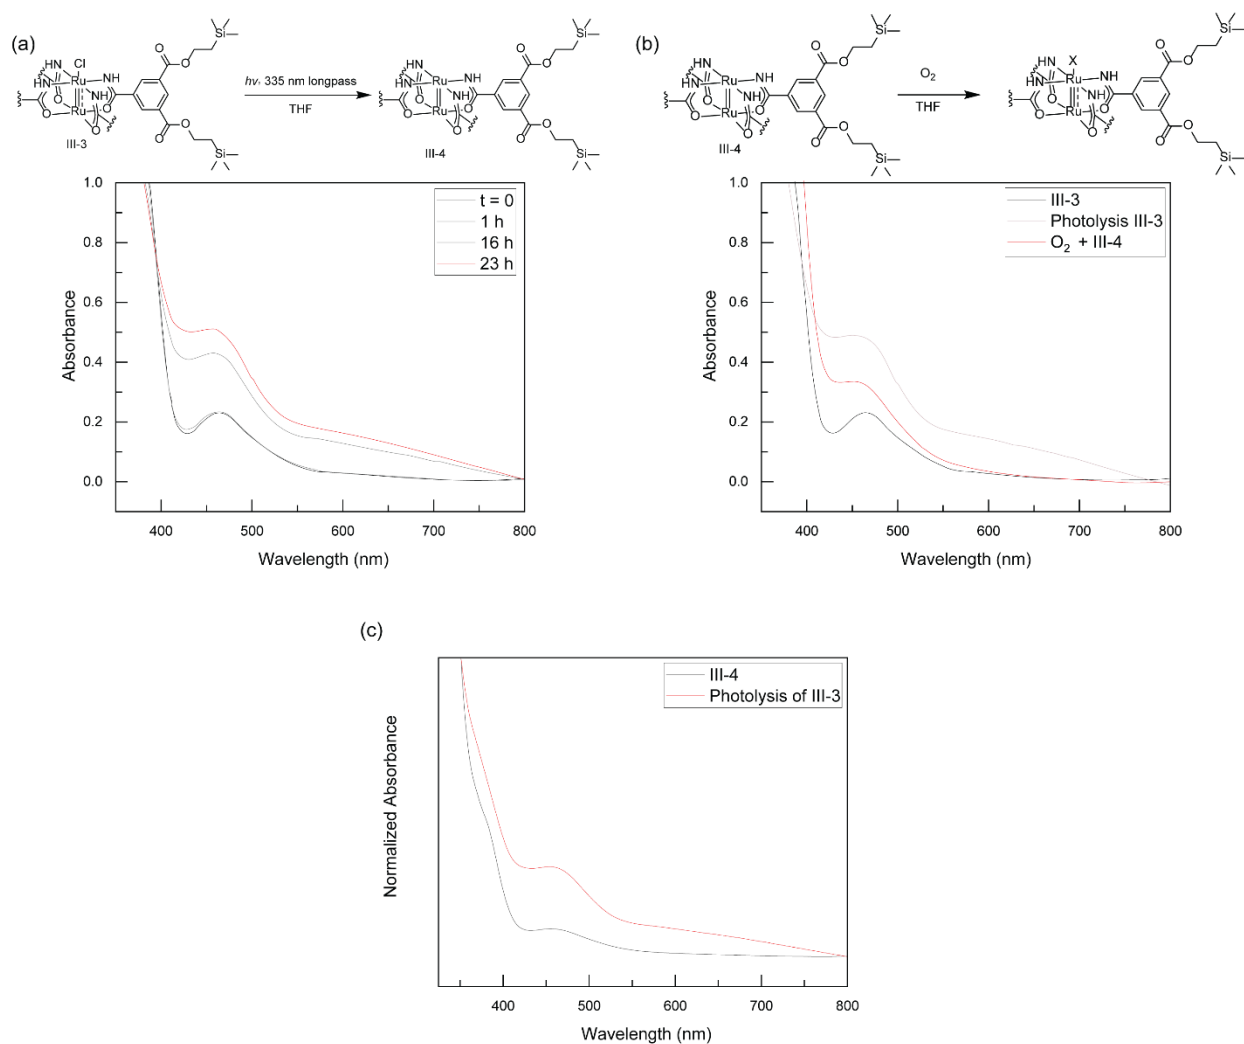 (a)
HN
Cl
Ru
NH
HN
O
NH
O
Ru
O
O
III-3
O
O
Si
O
O
Si
hv, 335 nm longpass
THF
HN
Ru
NH
HN
O
NH
O
Ru
O
O
III-4
O
O
Si
O
O
Si
t = 0
1 h
16 h
23 h
1.0
0.8
0.6
0.4
0.2
0.0
Absorbance
400
500
600
700
800
Wavelength (nm)
(b)
HN
Ru
NH
HN
O
NH
O
Ru
O
O
III-4
O
O
Si
O
O
Si
O2
THF
HN
X
Ru
NH
HN
O
NH
O
Ru
O
O
O
O
Si
O
O
Si
III-3
Photolysis III-3
O2 + III-4
1.0
0.8
0.6
0.4
0.2
0.0
Absorbance
400
500
600
700
800
Wavelength (nm)
(c)
III-4
Photolysis of III-3
Normalized Absorbance
400
500
600
700
800
Wavelength (nm)